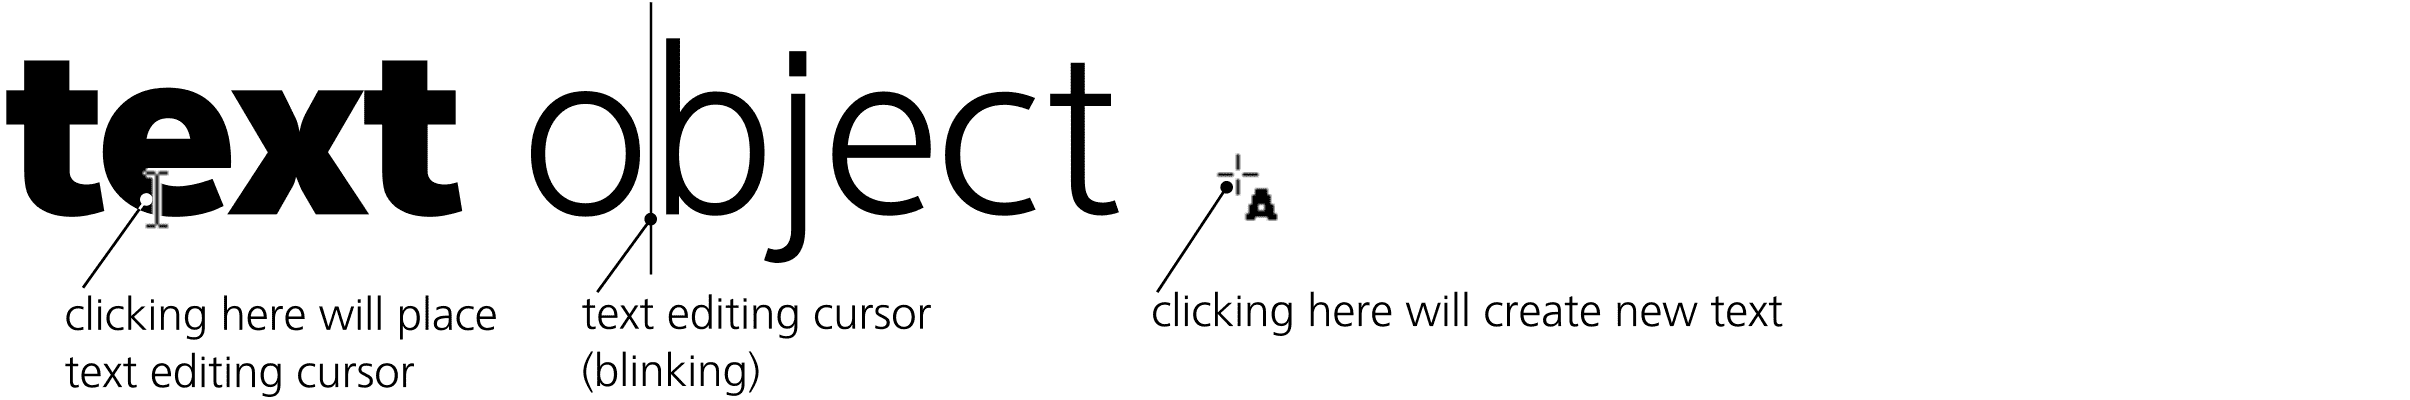 text object
A
clicking here will place
text editing cursor
text editing cursor
(blinking)
clicking here will create new text